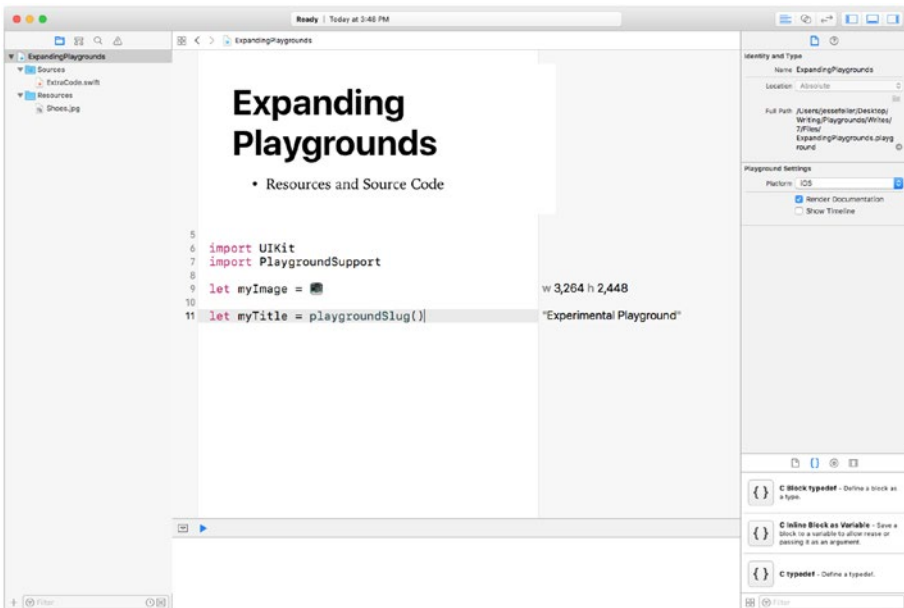 Ready | Today at 3:46 PM
ExpandingPlaygrounds
ExpandingPlaygrounds
Sources
ExtraCode.swift
Resources
Shoes.jpg
Expanding
Playgrounds
• Resources and Source Code
5
6 import UIKit
7 import PlaygroundSupport
8
9 let myImage = w 3,264 h 2,448
10
11 let myTitle = playgroundSlug() "Experimental Playground"
Identity and Type
Name ExpandingPlaygrounds
Location Absolute
Full Path /Users/jessefeiler/Desktop/
Writing/Playgrounds/Writes/
7/Files/
ExpandingPlaygrounds.playg
round
Playground Settings
Platform iOS
Render Documentation
Show Timeline
{ } C Block typedef – Define a block as
a type.
{ } C Inline Block as Variable – Save a
block to a variable to allow reuse or
passing it as an argument.
{ } C typedef – Define a typedef.
Filter
Filter